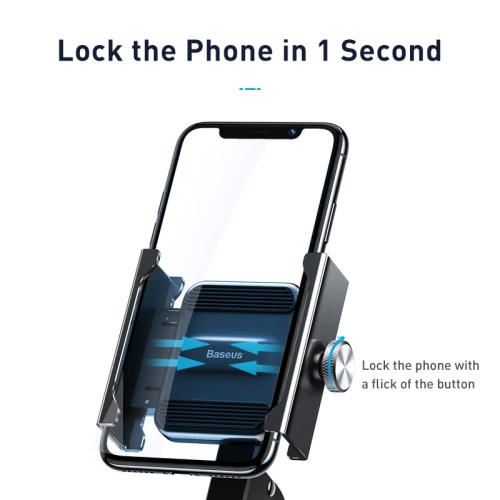 Lock the Phone in 1 Second
Baseus
Lock the phone with
a flick of the button